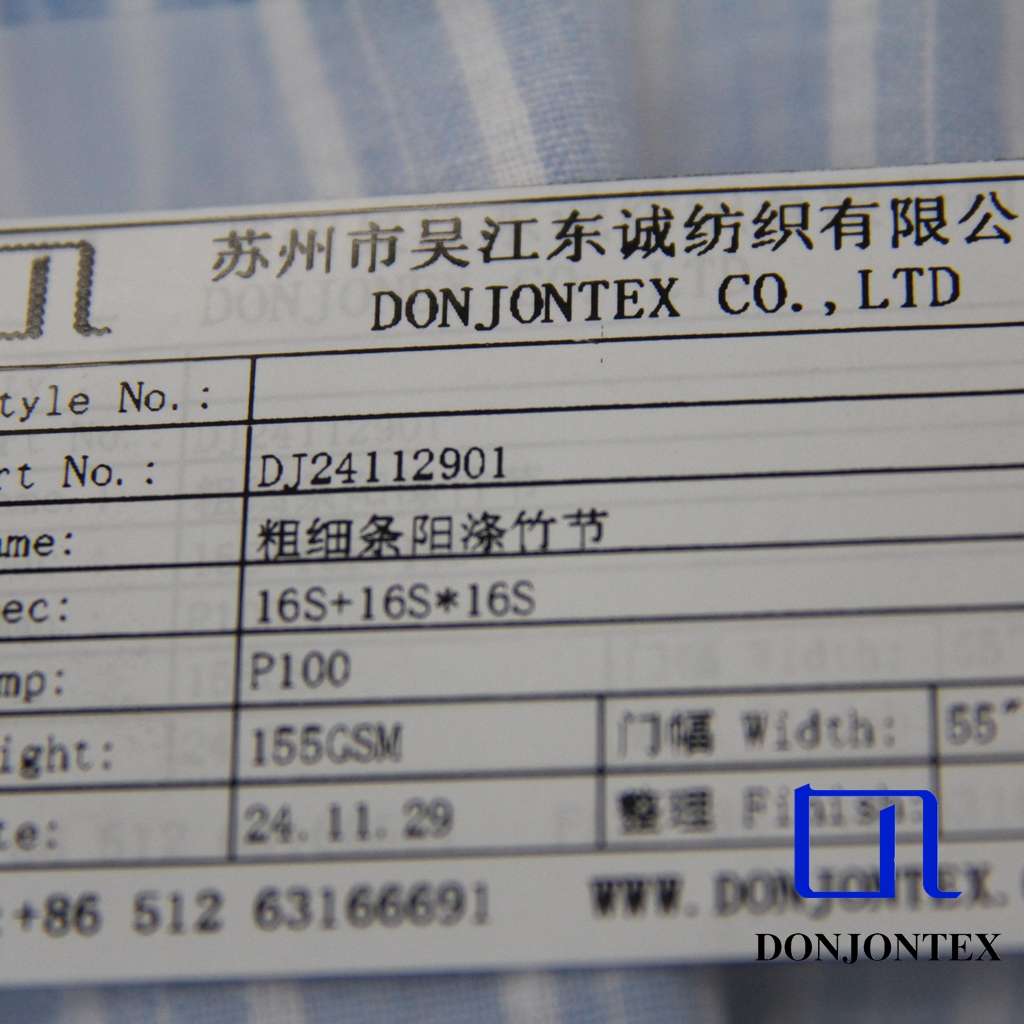 苏州市吴江东诚纺织有限公
DONJONTEX CO.,LTD
tyle No.:
rt No.: DJ24112901
ame: 粗细条阳涤竹节
ec: 16S+16S*16S
mp: P100
ight: 155GSM 门幅 Width: 55"
te: 24.11.29 整理 Finish:
:+86 512 63166691 WWW.DONJONTEX.
DONJONTEX